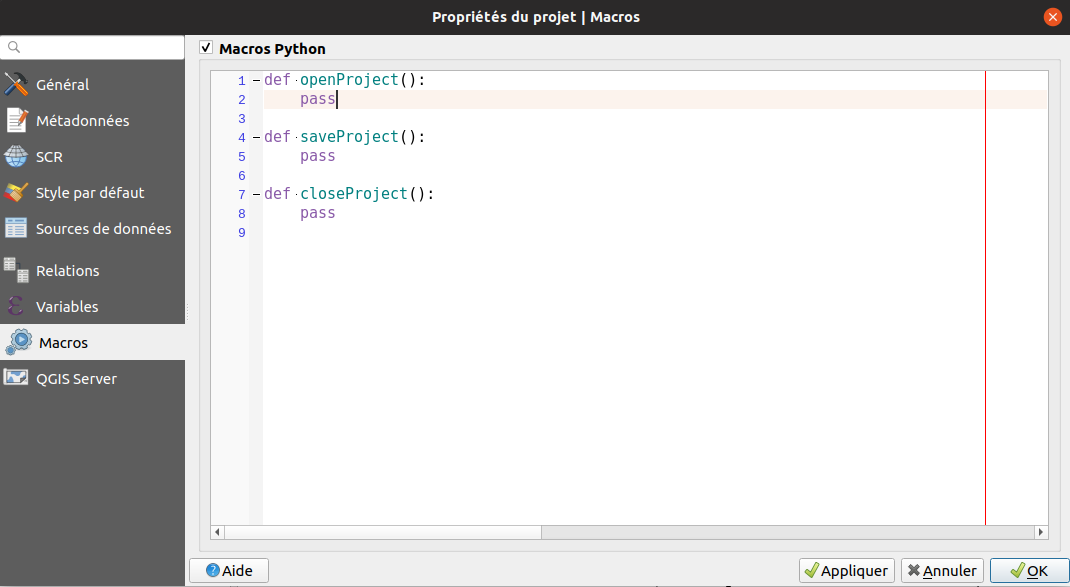 Propriétés du projet | Macros
Général
Métadonnées
SCR
Style par défaut
Sources de données
Relations
Variables
Macros
QGIS Server
Macros Python
1 def openProject():
2 pass
3
4 def saveProject():
5 pass
6
7 def closeProject():
8 pass
9
Aide
Appliquer
Annuler
OK